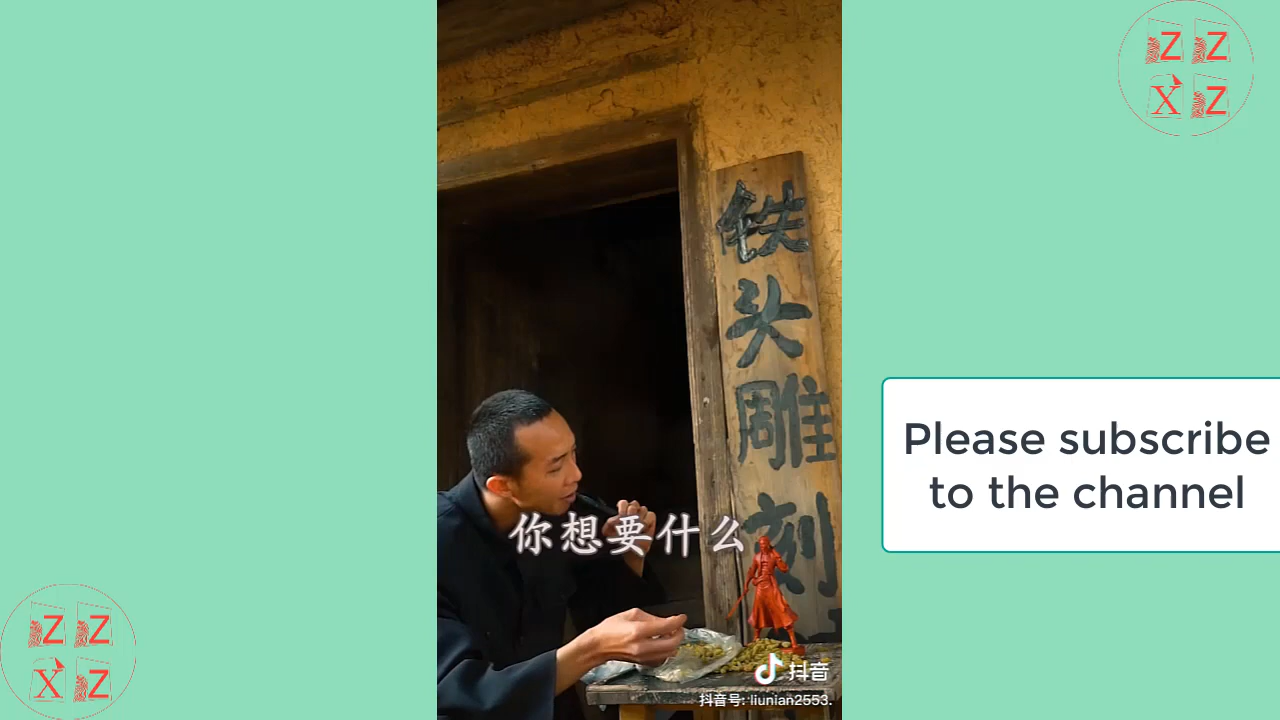 Z Z
X Z
铁头雕刻
Please subscribe
to the channel
你想要什么
Z Z
X Z
抖音
抖音号: liunian2553.